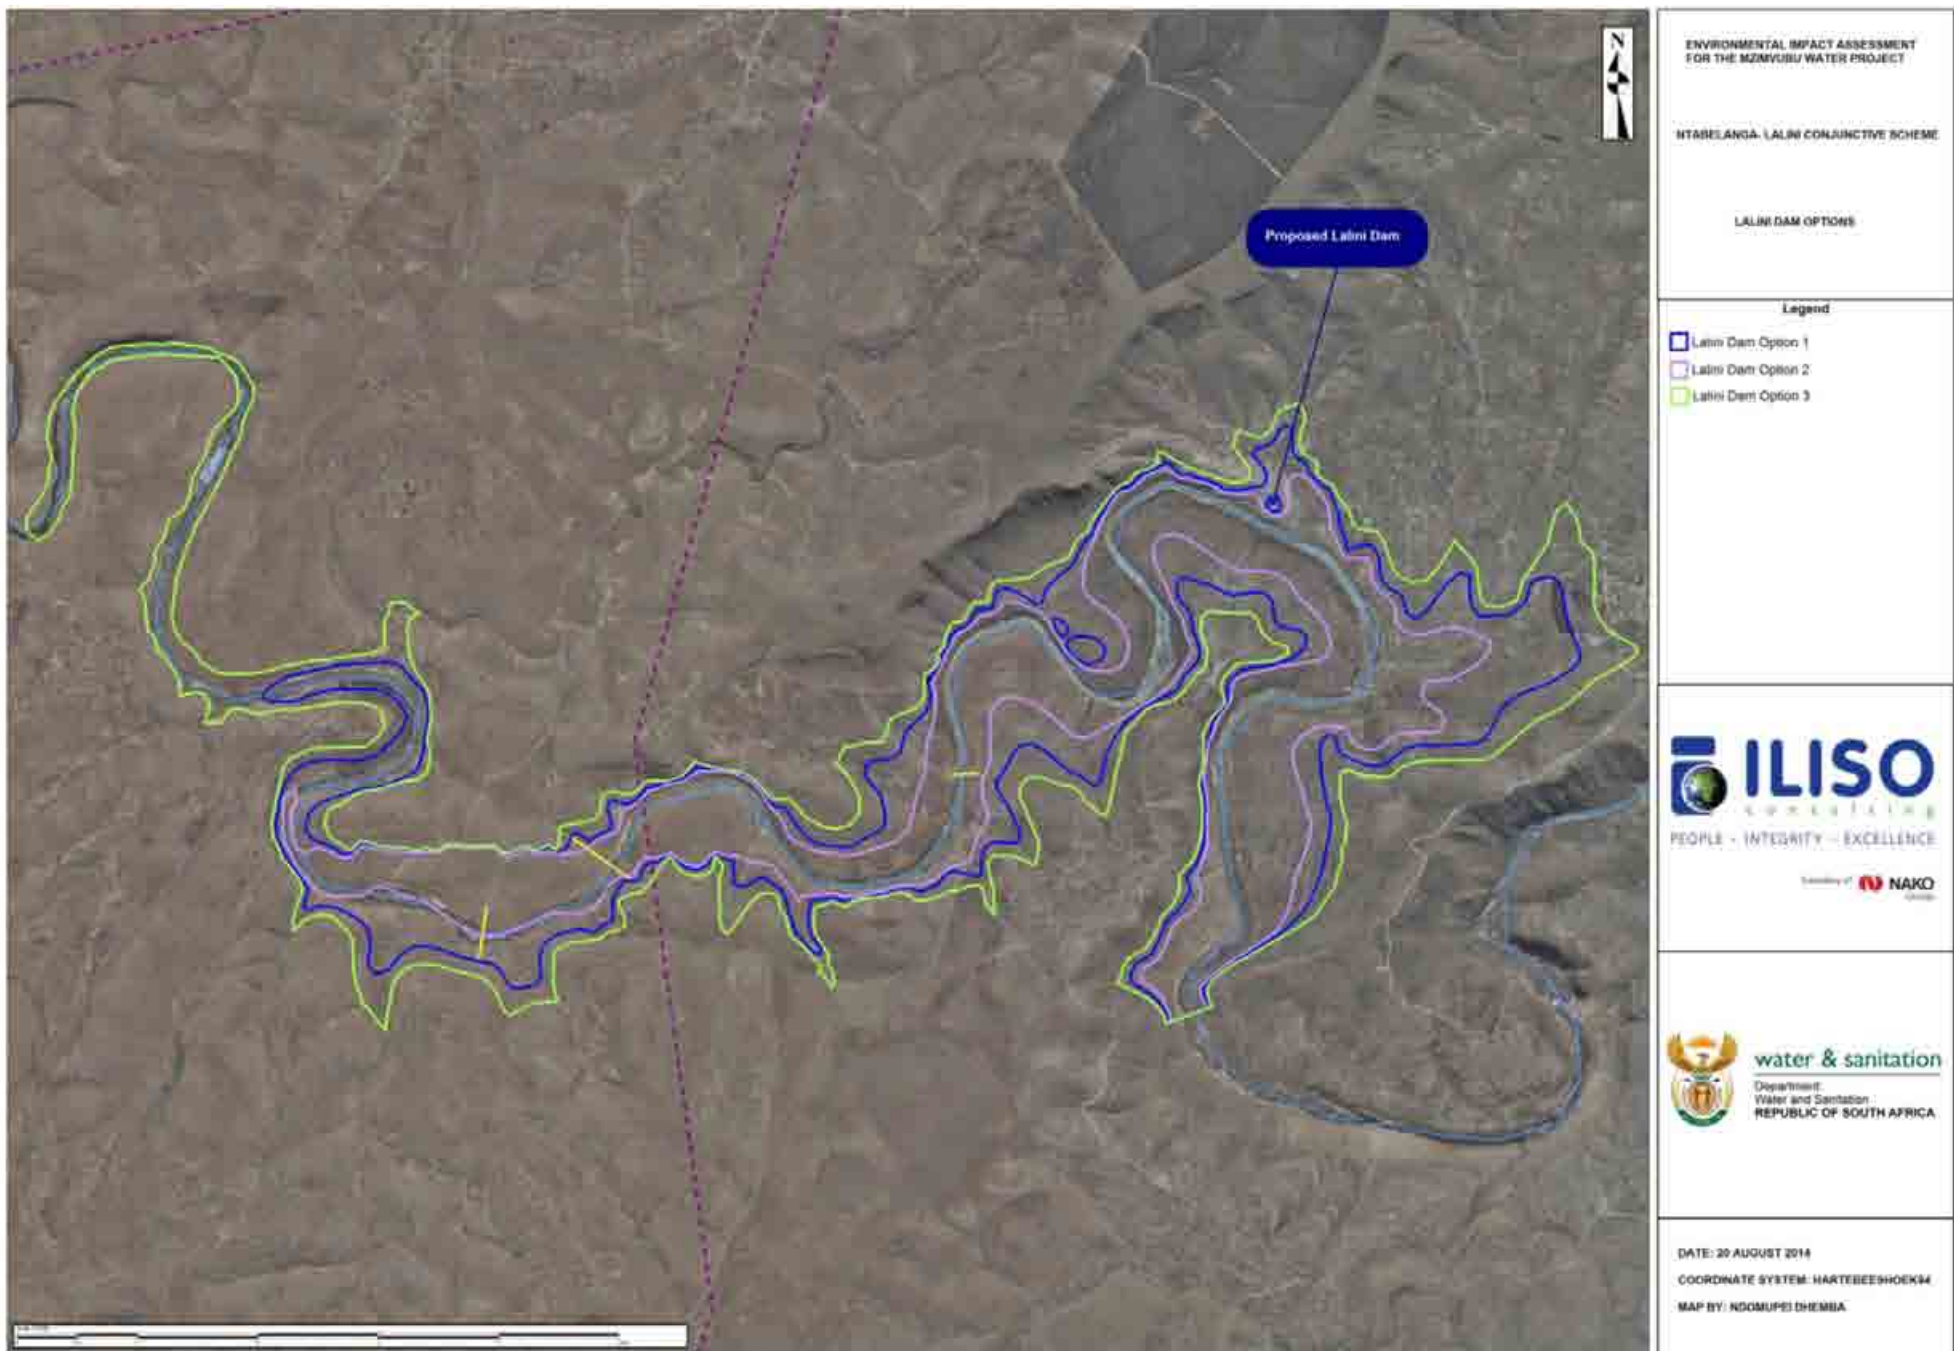 N
Proposed Lalini Dam
ENVIRONMENTAL IMPACT ASSESSMENT
FOR THE MZIMVUBU WATER PROJECT
NTABELANGA- LALINI CONJUNCTIVE SCHEME
LALINI DAM OPTIONS
Legend
Lalini Dam Option 1
Lalini Dam Option 2
Lalini Dam Option 3
ILISO
consulting
PEOPLE - INTEGRITY - EXCELLENCE
NAKO
water & sanitation
Department:
Water and Sanitation
REPUBLIC OF SOUTH AFRICA
DATE: 20 AUGUST 2014
COORDINATE SYSTEM: HARTEBEESHOEK94
MAP BY: NDOMUPEI DHEMBA